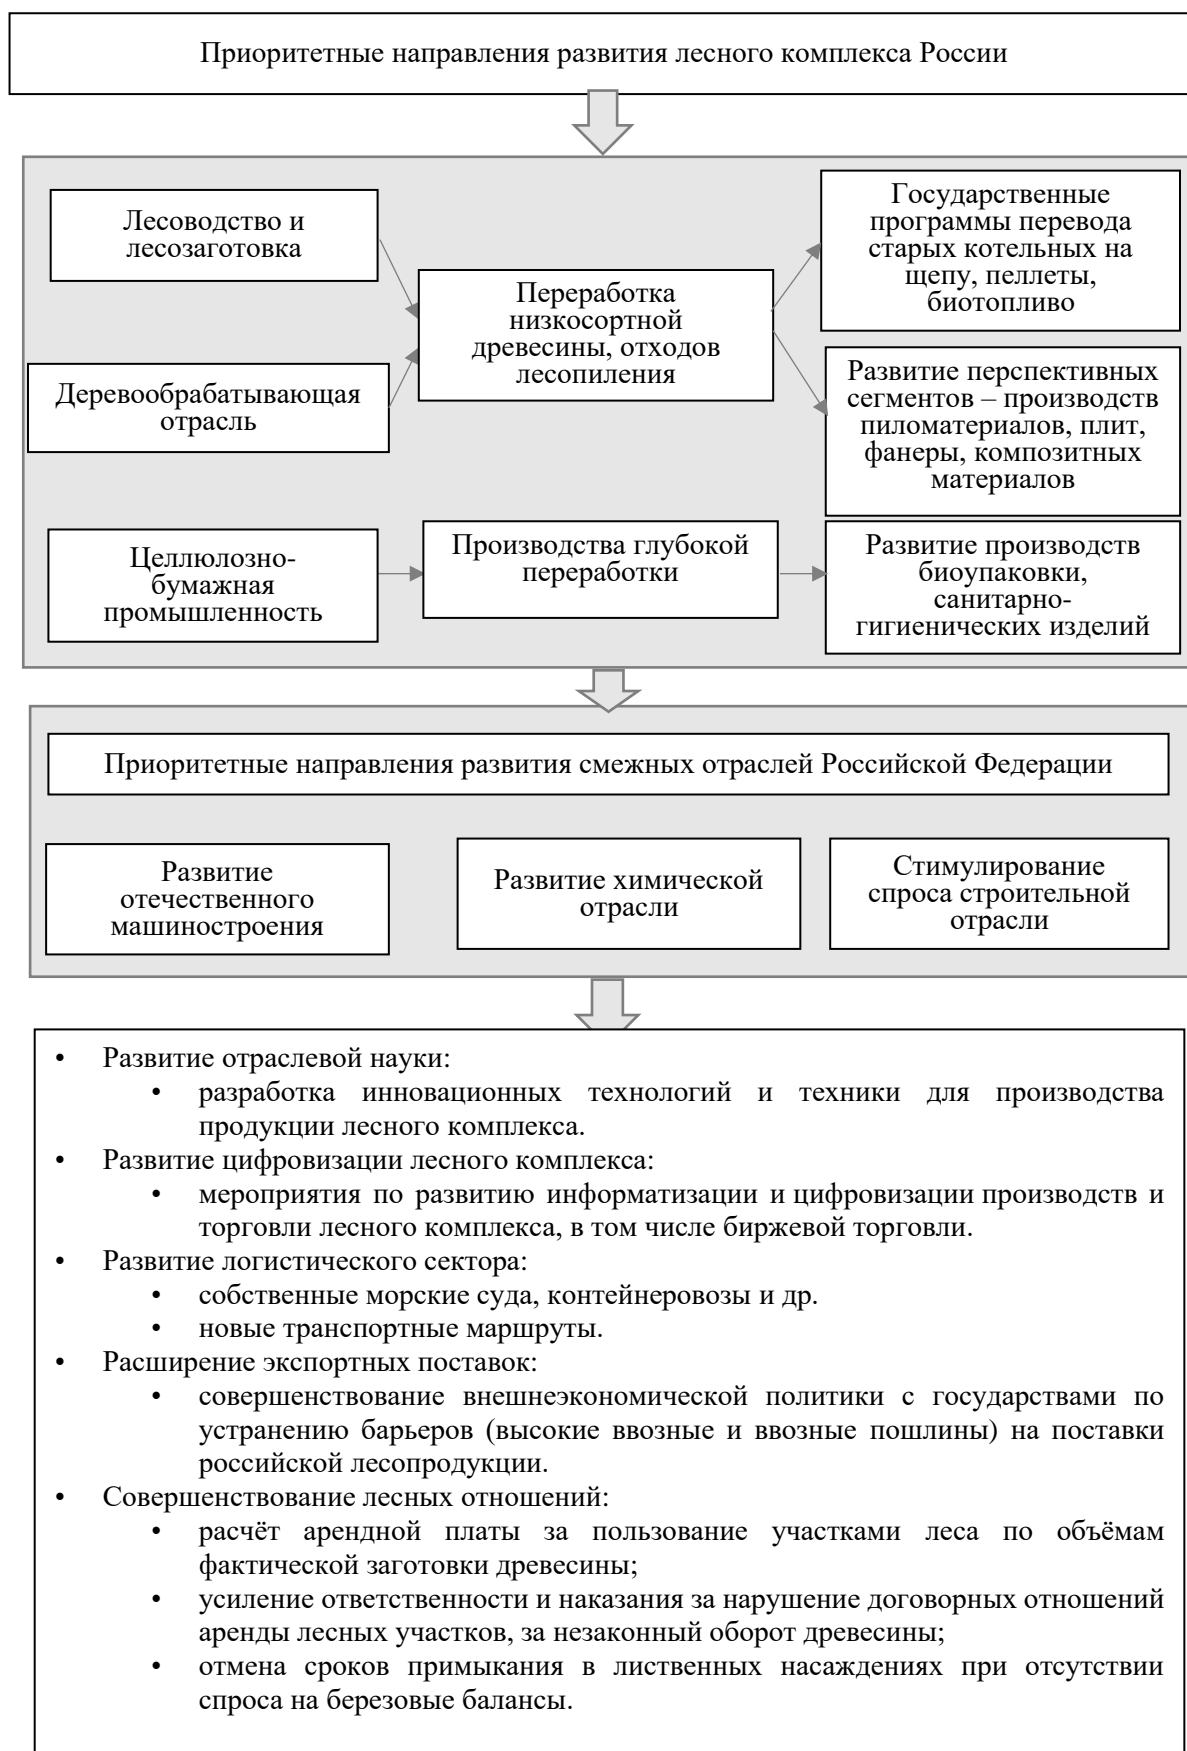 Приоритетные направления развития лесного комплекса России
Лесоводство и
лесозаготовка
Деревообрабатывающая
отрасль
Переработка
низкосортной
древесины, отходов
лесопиления
Государственные
программы перевода
старых котельных на
щепу, пеллеты,
биотопливо
Развитие перспективных
сегментов – производств
пиломатериалов, плит,
фанеры, композитных
материалов
Целлюлозно-
бумажная
промышленность
Производства глубокой
переработки
Развитие производств
биоупаковки,
санитарно-
гигиенических изделий
Приоритетные направления развития смежных отраслей Российской Федерации
Развитие
отечественного
машиностроения
Развитие химической
отрасли
Стимулирование
спроса строительной
отрасли
• Развитие отраслевой науки:
• разработка инновационных технологий и техники для производства
продукции лесного комплекса.
• Развитие цифровизации лесного комплекса:
• мероприятия по развитию информатизации и цифровизации производств и
торговли лесного комплекса, в том числе биржевой торговли.
• Развитие логистического сектора:
• собственные морские суда, контейнеровозы и др.
• новые транспортные маршруты.
• Расширение экспортных поставок:
• совершенствование внешнеэкономической политики с государствами по
устранению барьеров (высокие ввозные и ввозные пошлины) на поставки
российской лесопродукции.
• Совершенствование лесных отношений:
• расчёт арендной платы за пользование участками леса по объёмам
фактической заготовки древесины;
• усиление ответственности и наказания за нарушение договорных отношений
аренды лесных участков, за незаконный оборот древесины;
• отмена сроков примыкания в лиственных насаждениях при отсутствии
спроса на березовые балансы.